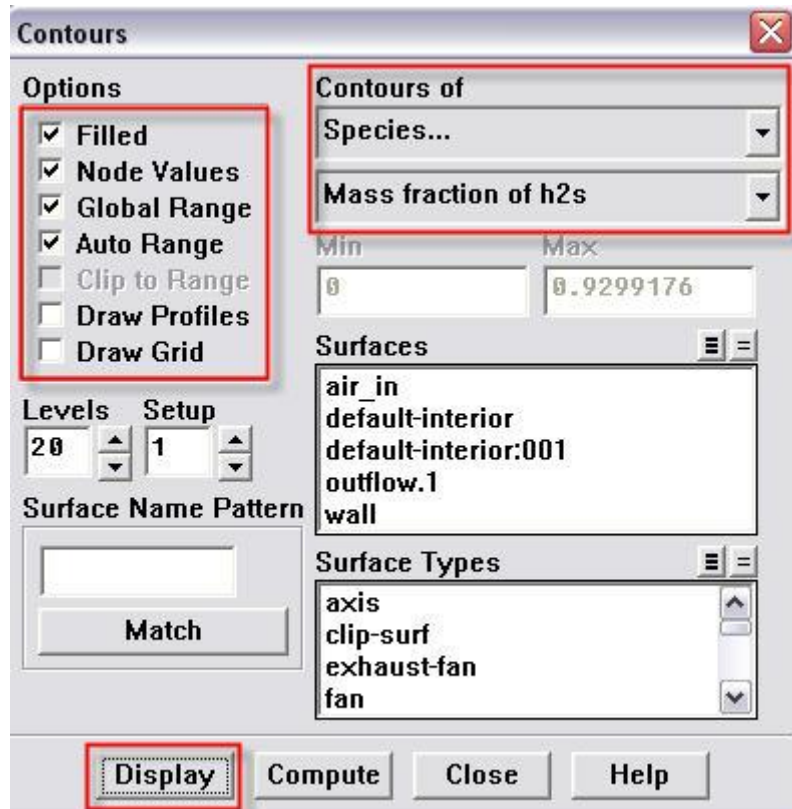 Contours
Options
Filled
Node Values
Global Range
Auto Range
Clip to Range
Draw Profiles
Draw Grid
Levels Setup
20 1
Surface Name Pattern
Match
Contours of
Species...
Mass fraction of h2s
Min Max
0 0.9299176
Surfaces
air_in
default-interior
default-interior:001
outflow.1
wall
Surface Types
axis
clip-surf
exhaust-fan
fan
Display Compute Close Help